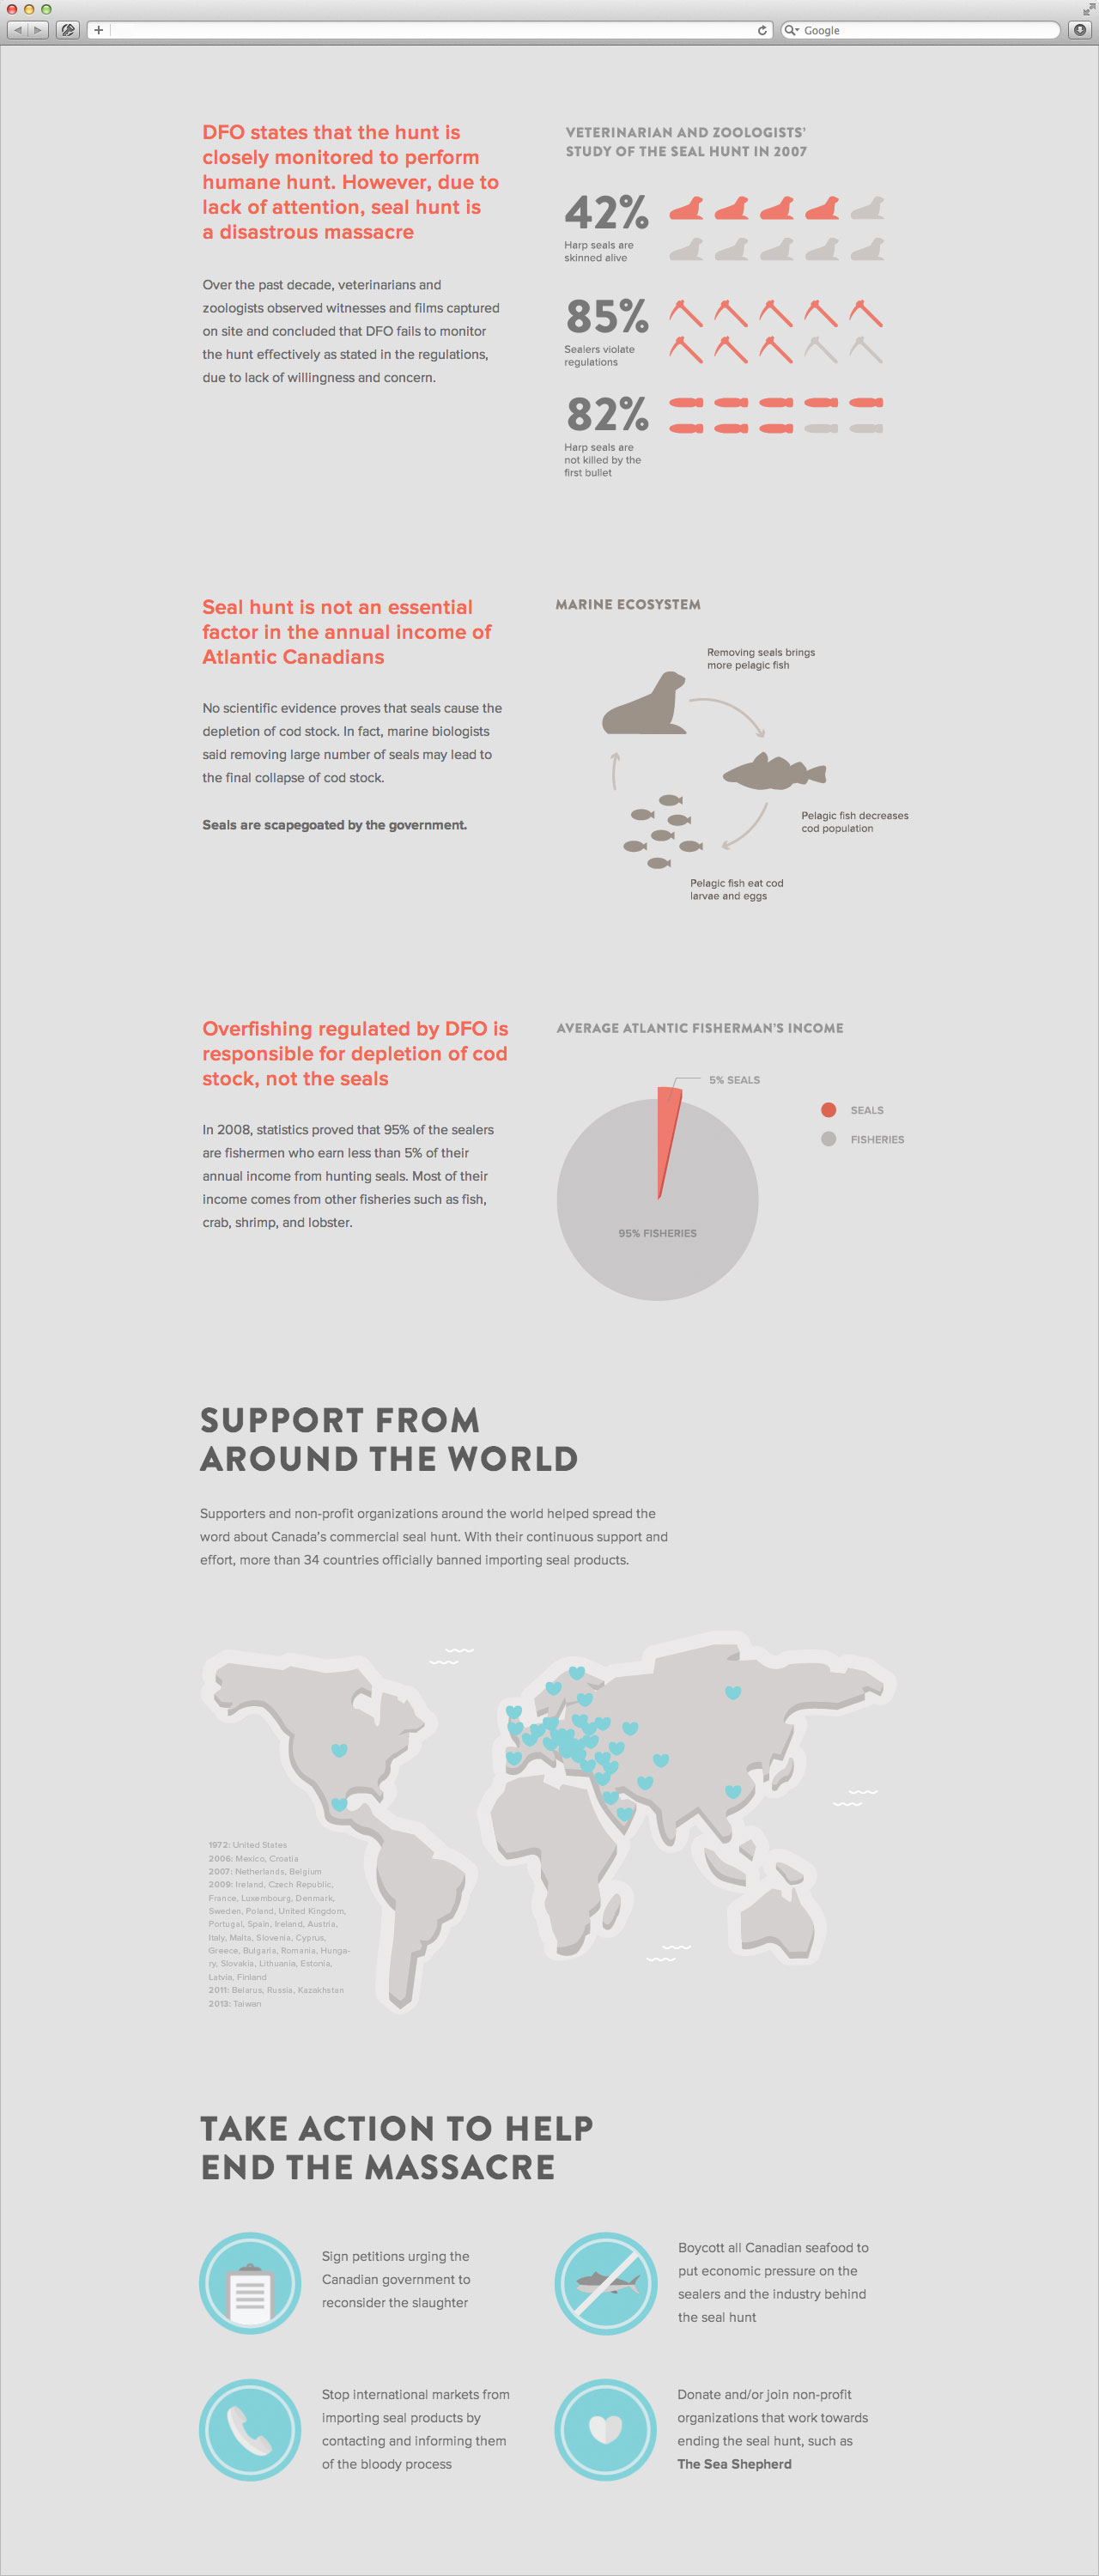 Google
DFO states that the hunt is
closely monitored to perform
humane hunt. However, due to
lack of attention, seal hunt is
a disastrous massacre
Over the past decade, veterinarians and
zoologists observed witnesses and films captured
on site and concluded that DFO fails to monitor
the hunt effectively as stated in the regulations,
due to lack of willingness and concern.
VETERINARIAN AND ZOOLOGISTS'
STUDY OF THE SEAL HUNT IN 2007
42%
Harp seals are
skinned alive
85%
Sealers violate
regulations
82%
Harp seals are
not killed by the
first bullet
Seal hunt is not an essential
factor in the annual income of
Atlantic Canadians
No scientific evidence proves that seals cause the
depletion of cod stock. In fact, marine biologists
said removing large number of seals may lead to
the final collapse of cod stock.
Seals are scapegoated by the government.
MARINE ECOSYSTEM
Removing seals brings
more pelagic fish
Pelagic fish decreases
cod population
Pelagic fish eat cod
larvae and eggs
Overfishing regulated by DFO is
responsible for depletion of cod
stock, not the seals
In 2008, statistics proved that 95% of the sealers
are fishermen who earn less than 5% of their
annual income from hunting seals. Most of their
income comes from other fisheries such as fish,
crab, shrimp, and lobster.
AVERAGE ATLANTIC FISHERMAN'S INCOME
5% SEALS
SEALS
FISHERIES
95% FISHERIES
SUPPORT FROM
AROUND THE WORLD
Supporters and non-profit organizations around the world helped spread the
word about Canada's commercial seal hunt. With their continuous support and
effort, more than 34 countries officially banned importing seal products.
1972: United States
2006: Mexico, Croatia
2007: Netherlands, Belgium
2009: Ireland, Czech Republic,
France, Luxembourg, Denmark,
Sweden, Poland, United Kingdom,
Portugal, Spain, Ireland, Austria,
Italy, Malta, Slovenia, Cyprus,
Greece, Bulgaria, Romania, Hunga-
ry, Slovakia, Lithuania, Estonia,
Latvia, Finland
2011: Belarus, Russia, Kazakhstan
2013: Taiwan
TAKE ACTION TO HELP
END THE MASSACRE
Sign petitions urging the
Canadian government to
reconsider the slaughter
Boycott all Canadian seafood to
put economic pressure on the
sealers and the industry behind
the seal hunt
Stop international markets from
importing seal products by
contacting and informing them
of the bloody process
Donate and/or join non-profit
organizations that work towards
ending the seal hunt, such as
The Sea Shepherd